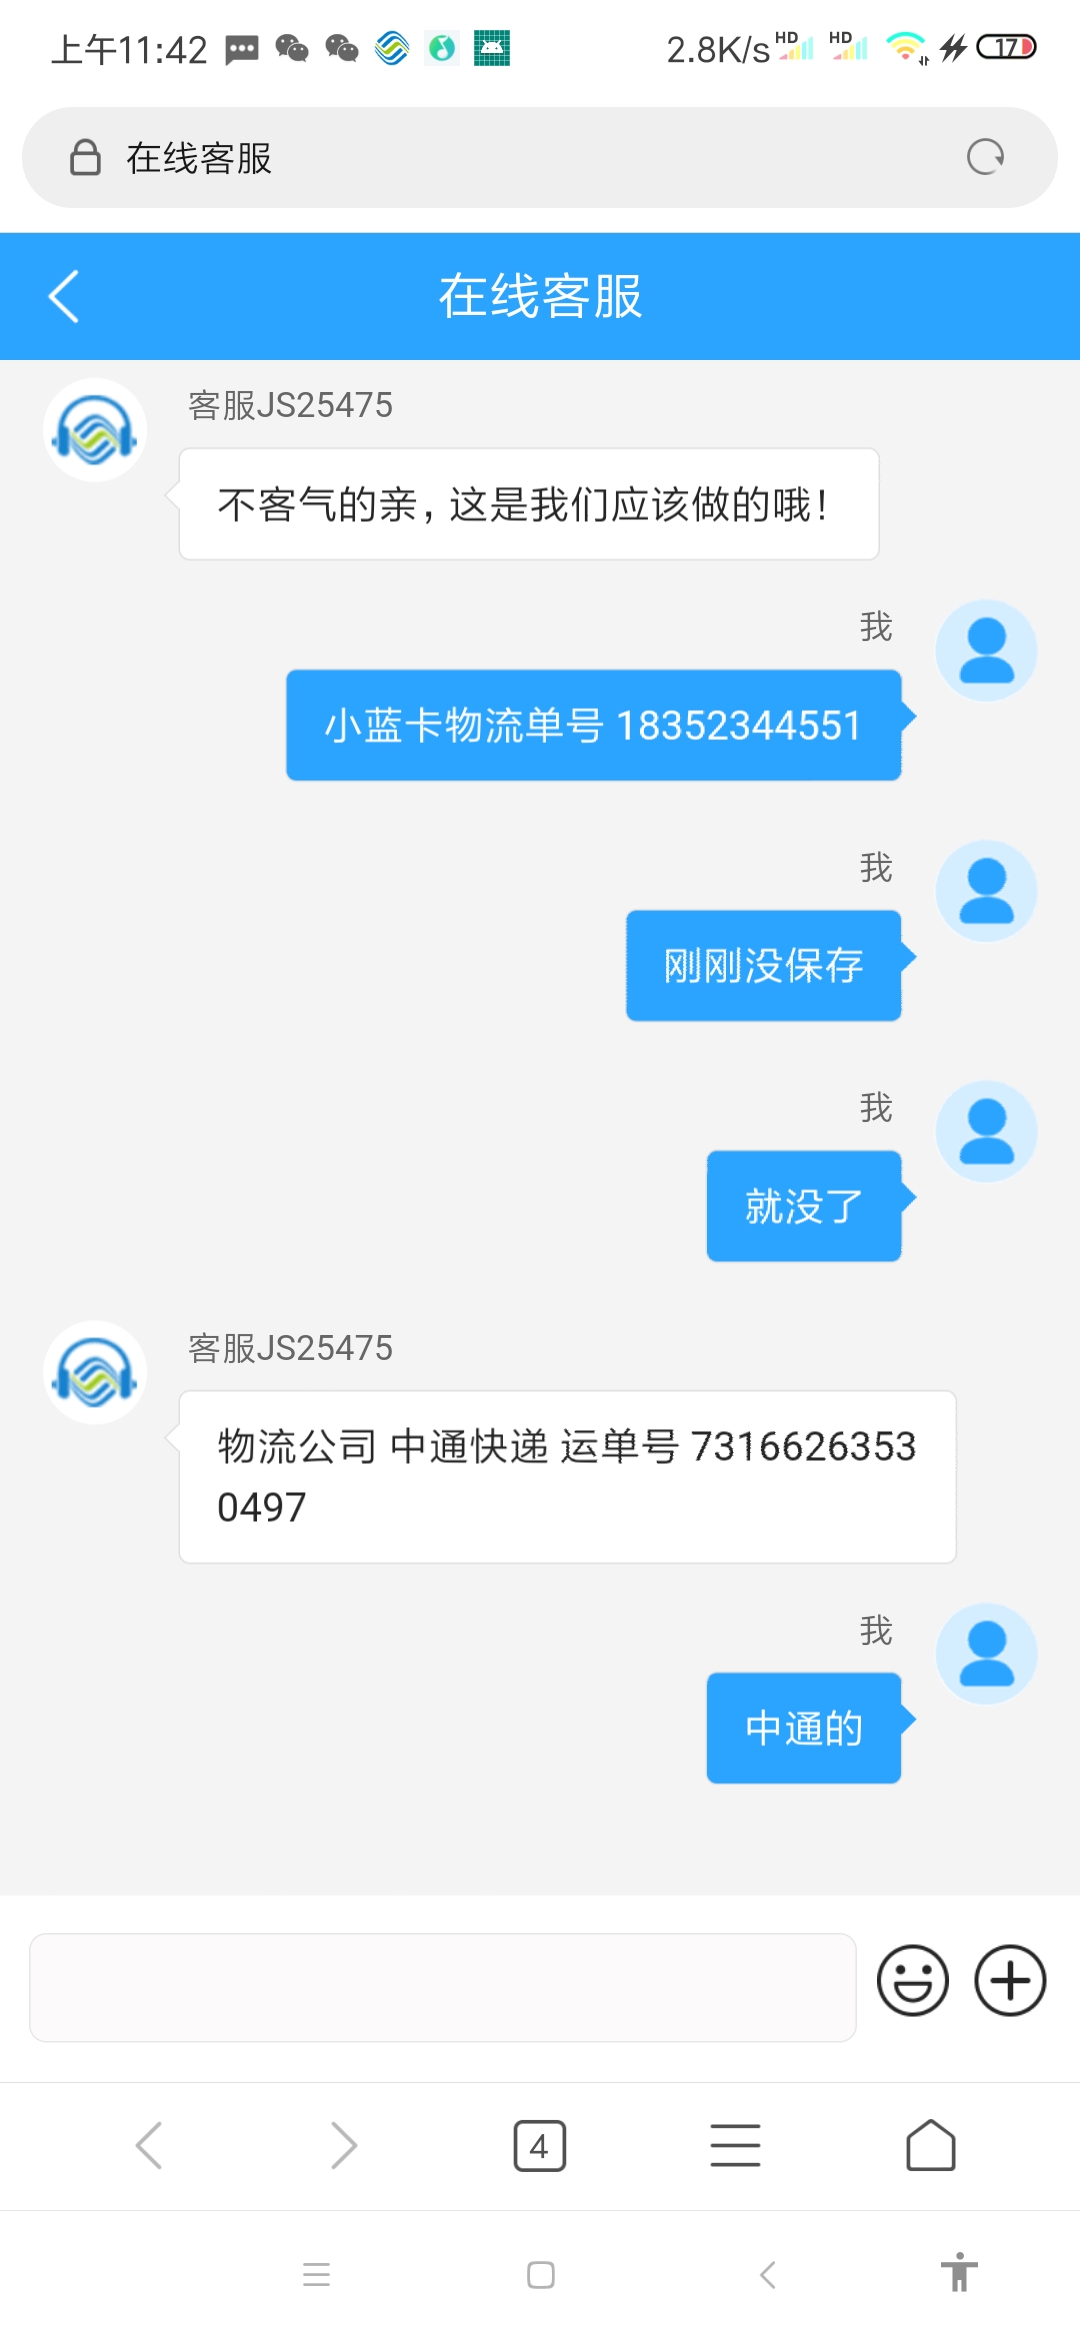 上午11:42
2.8K/s HD HD 17
在线客服
在线客服
客服JS25475
不客气的亲，这是我们应该做的哦！
我
小蓝卡物流单号 18352344551
我
刚刚没保存
我
就没了
客服JS25475
物流公司 中通快递 运单号 7316626353
0497
我
中通的
4